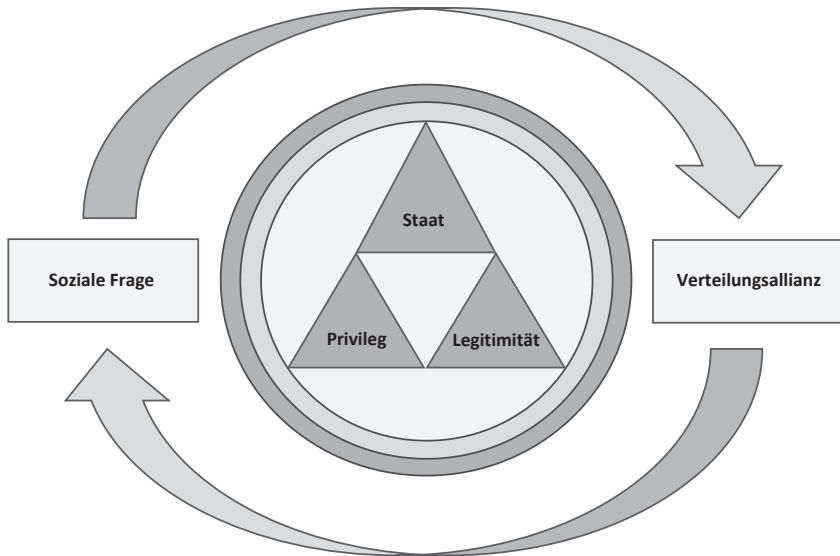 Staat
Soziale Frage
Verteilungsallianz
Privileg
Legitimität